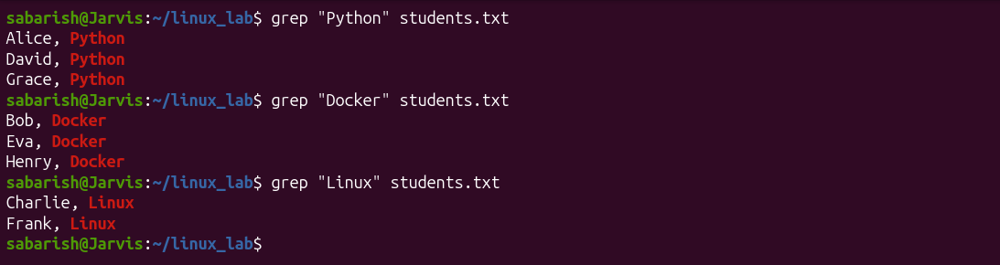 sabarish@Jarvis:~/linux_lab$ grep "Python" students.txt
Alice, Python
David, Python
Grace, Python
sabarish@Jarvis:~/linux_lab$ grep "Docker" students.txt
Bob, Docker
Eva, Docker
Henry, Docker
sabarish@Jarvis:~/linux_lab$ grep "Linux" students.txt
Charlie, Linux
Frank, Linux
sabarish@Jarvis:~/linux_lab$